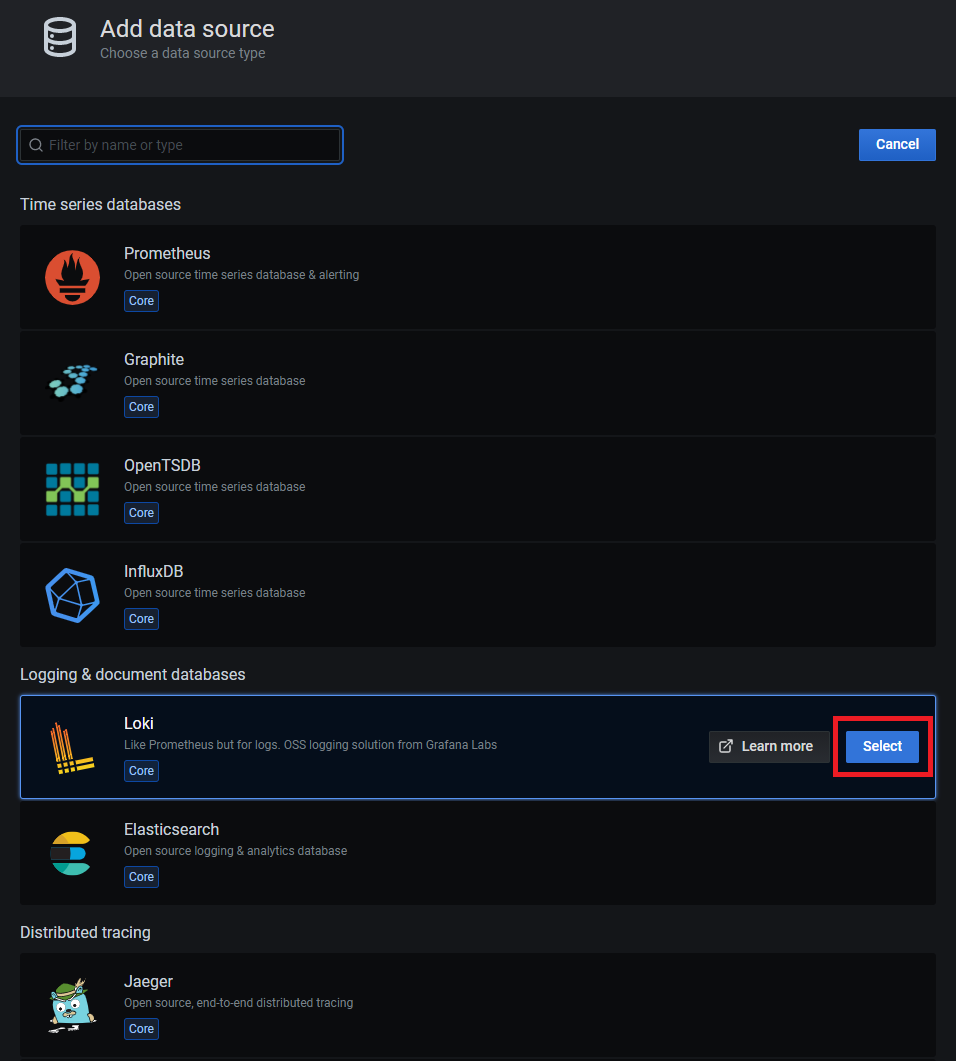 Add data source
Choose a data source type
Filter by name or type
Cancel
Time series databases
Prometheus
Open source time series database & alerting
Core
Graphite
Open source time series database
Core
OpenTSDB
Open source time series database
Core
InfluxDB
Open source time series database
Core
Logging & document databases
Loki
Like Prometheus but for logs. OSS logging solution from Grafana Labs
Core
Learn more
Select
Elasticsearch
Open source logging & analytics database
Core
Distributed tracing
Jaeger
Open source, end-to-end distributed tracing
Core